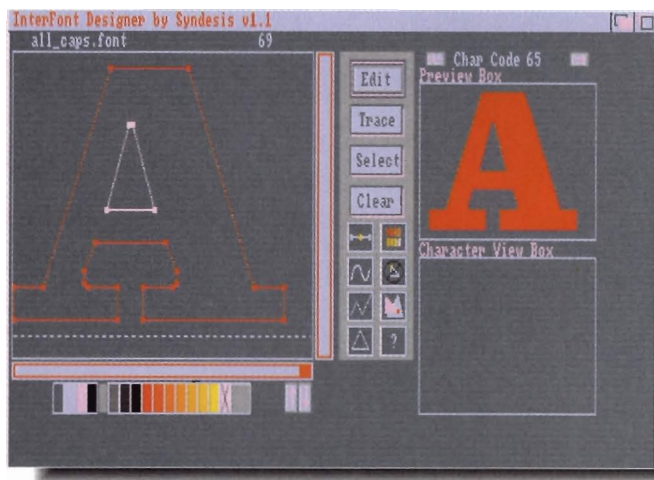 InterFont Designer by Syndesis v1.1
all_caps.font 69
Char Code 65
Preview Box
Edit
Trace
Select
Clear
A
Character View Box
?